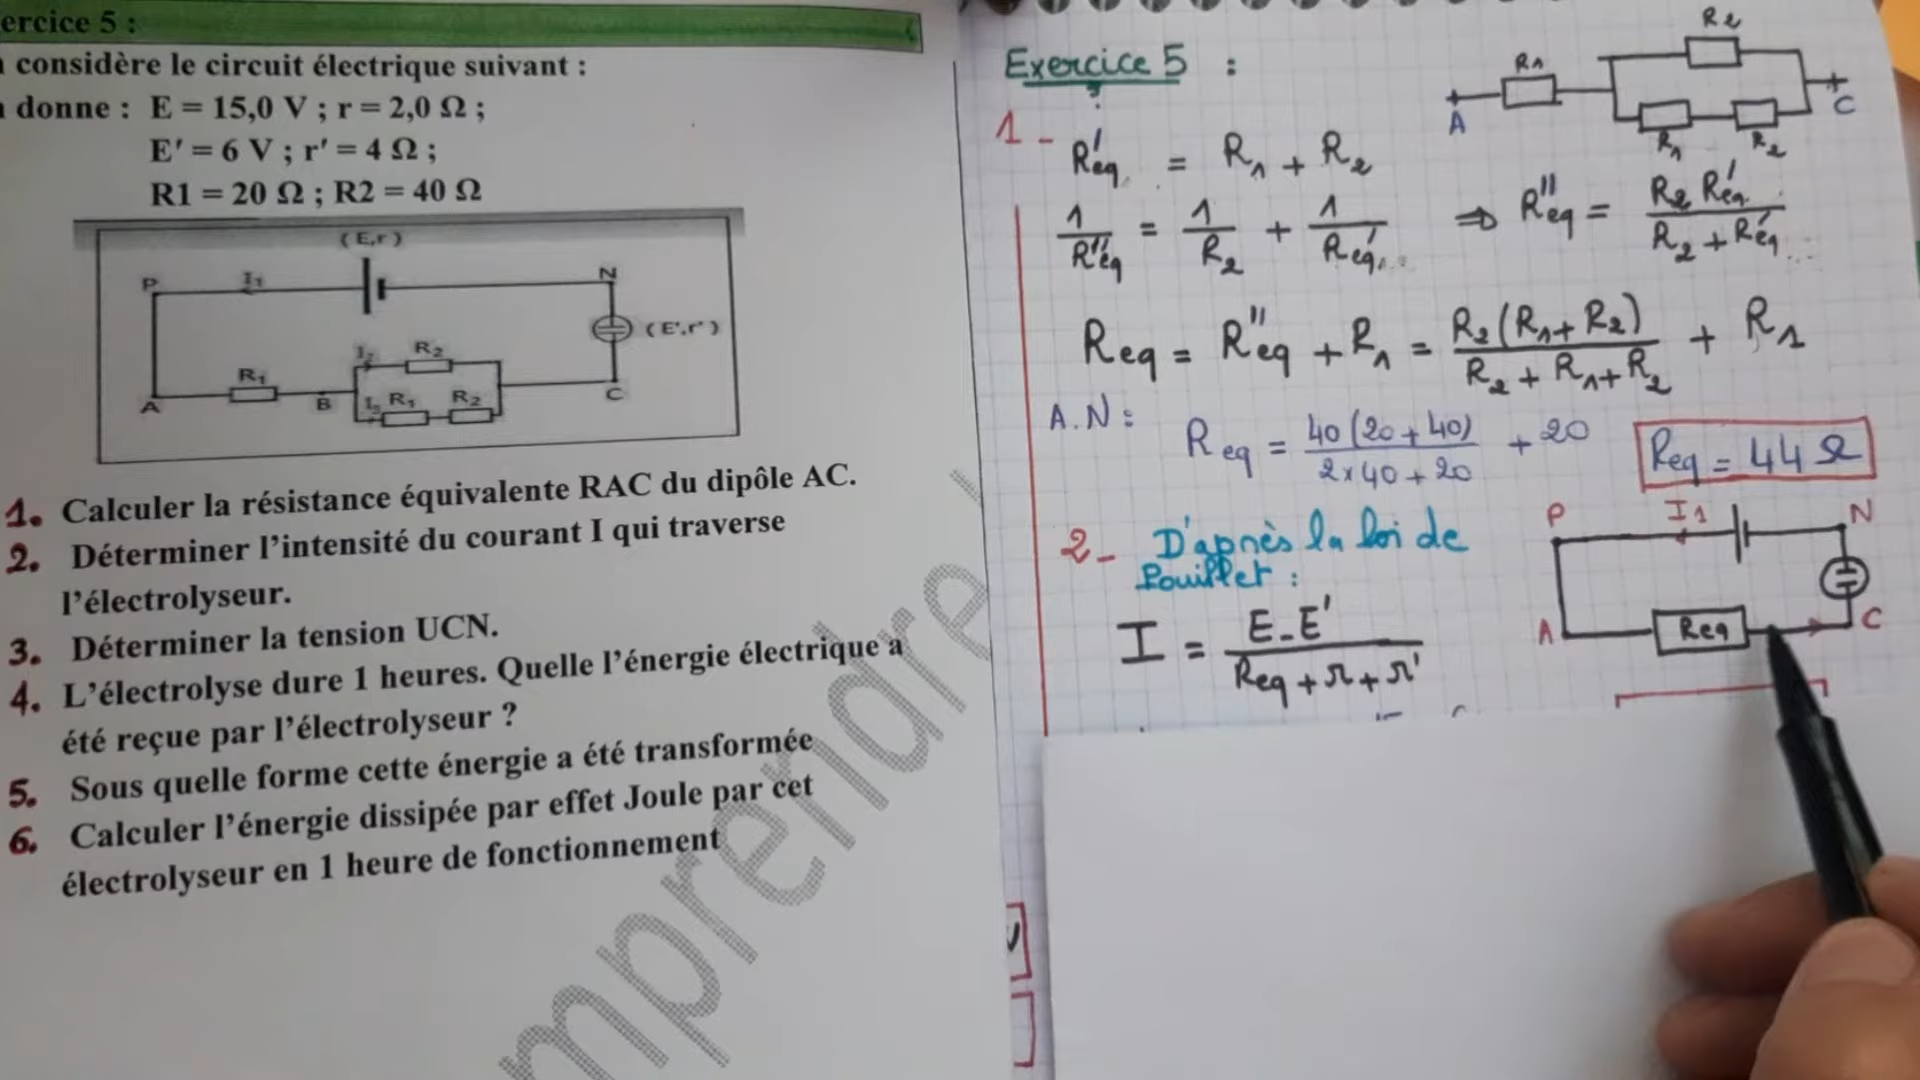 ercice 5 :
considère le circuit électrique suivant :
donne : E = 15,0 V ; r = 2,0 Ω ;
E' = 6 V ; r' = 4 Ω ;
R1 = 20 Ω ; R2 = 40 Ω
(E,r)
P I1 N
(E',r')
I2 R2
R1 B I3 R1 R2
A C
1. Calculer la résistance équivalente RAC du dipôle AC.
2. Déterminer l'intensité du courant I qui traverse
l'électrolyseur.
3. Déterminer la tension UCN.
4. L'électrolyse dure 1 heures. Quelle l'énergie électrique a
été reçue par l'électrolyseur ?
5. Sous quelle forme cette énergie a été transformée
6. Calculer l'énergie dissipée par effet Joule par cet
électrolyseur en 1 heure de fonctionnement
mprendre
Exercice 5 :
R2
R1
A C
R1 R2
1 - R'eq = R1 + R2
1/R''eq = 1/R2 + 1/R'eq ⇒ R''eq = R2 R'eq / R2 + R'eq
Req = R''eq + R1 = R2 (R1 + R2) / R2 + R1 + R2 + R1
A.N : Req = 40 (20 + 40) / 2x40 + 20 + 20 Req = 44 Ω
2 - D'après la loi de
Pouillet :
I = E - E' / Req + r + r'
P I1 N
A Req C